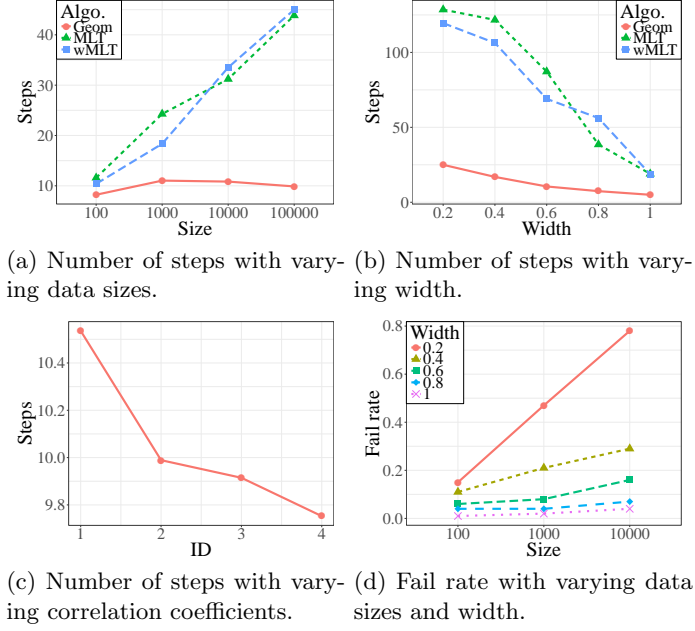 Algo.
Geom
MLT
wMLT
Steps
40
30
20
10
100
1000
10000
100000
Size
(a) Number of steps with vary-
ing data sizes.
Algo.
Geom
MLT
wMLT
Steps
100
50
0
0.2
0.4
0.6
0.8
1
Width
(b) Number of steps with vary-
ing width.
Steps
10.4
10.2
10.0
9.8
1
2
3
4
ID
(c) Number of steps with vary-
ing correlation coefficients.
Width
0.2
0.4
0.6
0.8
1
Fail rate
0.8
0.6
0.4
0.2
0.0
100
1000
10000
Size
(d) Fail rate with varying data
sizes and width.